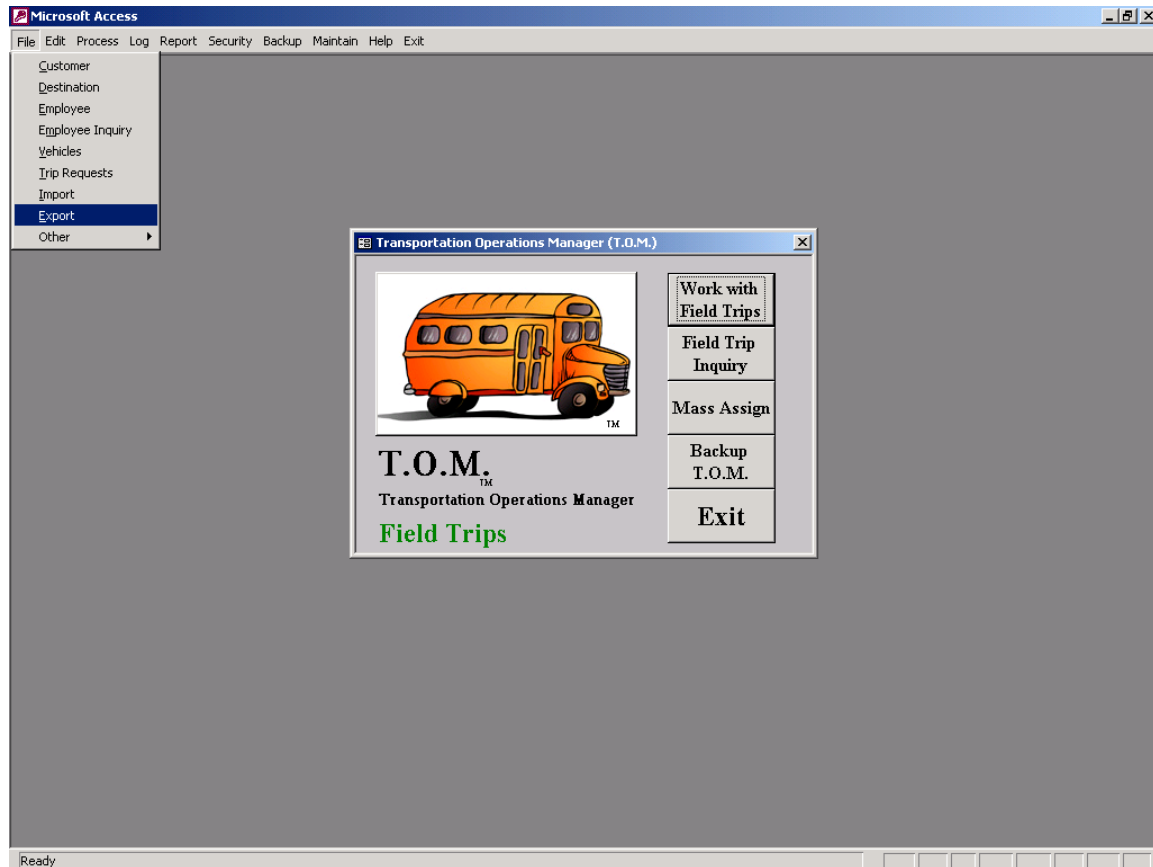 Microsoft Access
File Edit Process Log Report Security Backup Maintain Help Exit
Customer
Destination
Employee
Employee Inquiry
Vehicles
Trip Requests
Import
Export
Other
Transportation Operations Manager (T.O.M.)
TM
T.O.M.
TM
Transportation Operations Manager
Field Trips
Work with
Field Trips
Field Trip
Inquiry
Mass Assign
Backup
T.O.M.
Exit
Ready